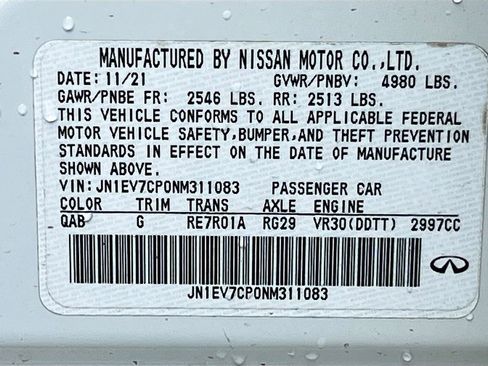 MANUFACTURED BY NISSAN MOTOR CO.,LTD.
DATE: 11/21 GVWR/PNBV: 4980 LBS.
GAWR/PNBE FR: 2546 LBS. RR: 2513 LBS.
THIS VEHICLE CONFORMS TO ALL APPLICABLE FEDERAL
MOTOR VEHICLE SAFETY,BUMPER,AND THEFT PREVENTION
STANDARDS IN EFFECT ON THE DATE OF MANUFACTURE
SHOWN ABOVE.
VIN: JN1EV7CP0NM311083 PASSENGER CAR
COLOR TRIM TRANS AXLE ENGINE
QAB G RE7R01A RG29 VR30(DDTT) 2997CC
JN1EV7CP0NM311083